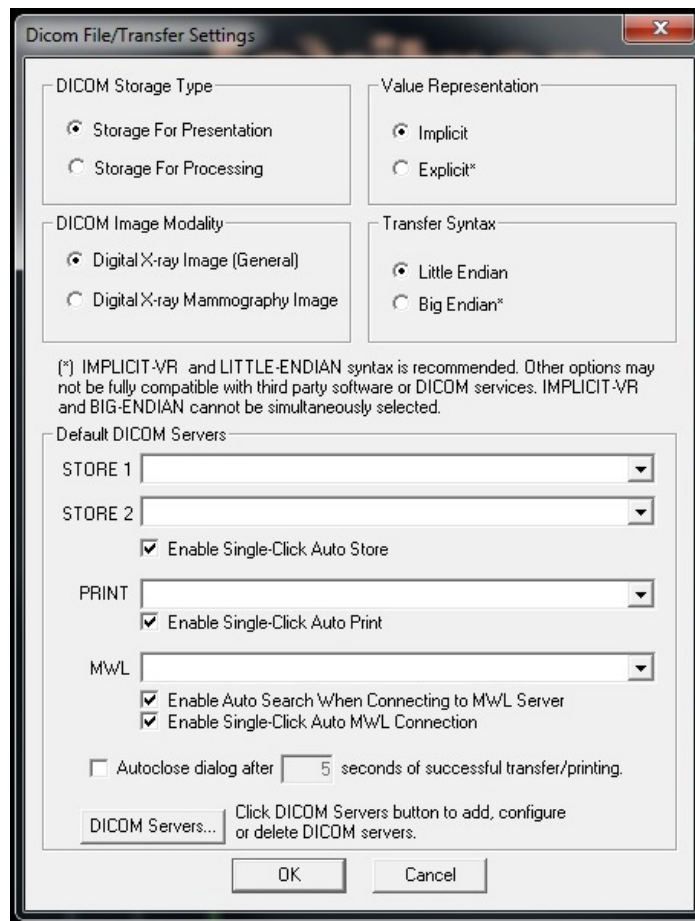 Dicom File/Transfer Settings
DICOM Storage Type
Storage For Presentation
Storage For Processing
Value Representation
Implicit
Explicit*
DICOM Image Modality
Digital X-ray Image (General)
Digital X-ray Mammography Image
Transfer Syntax
Little Endian
Big Endian*
(*) IMPLICIT-VR and LITTLE-ENDIAN syntax is recommended. Other options may
not be fully compatible with third party software or DICOM services. IMPLICIT-VR
and BIG-ENDIAN cannot be simultaneously selected.
Default DICOM Servers
STORE 1
STORE 2
Enable Single-Click Auto Store
PRINT
Enable Single-Click Auto Print
MWL
Enable Auto Search When Connecting to MWL Server
Enable Single-Click Auto MWL Connection
Autoclose dialog after 5 seconds of successful transfer/printing.
DICOM Servers... Click DICOM Servers button to add, configure
or delete DICOM servers.
OK Cancel